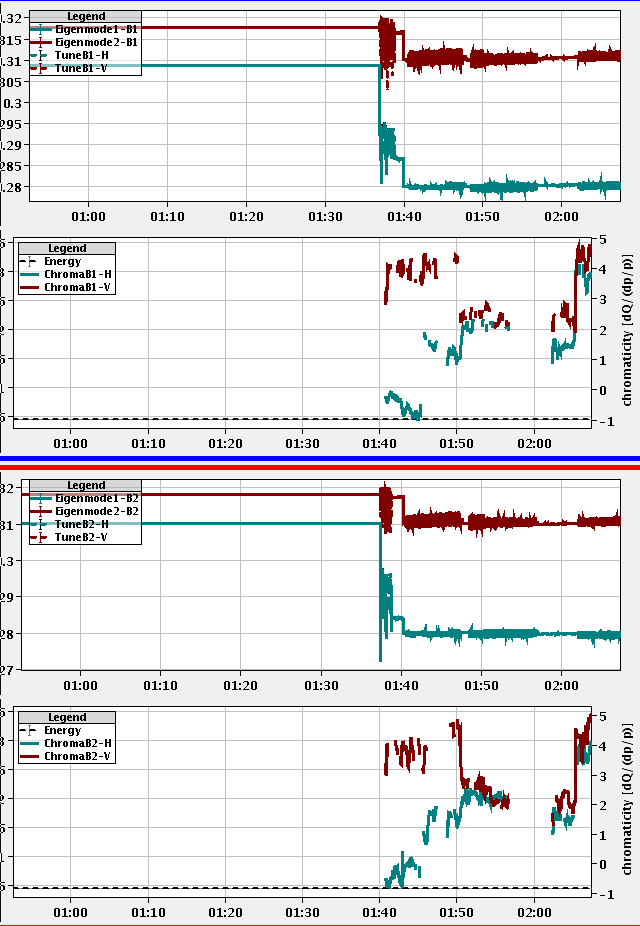 .32
Legend
Eigenmode1-B1
Eigenmode2-B1
TuneB1-H
TuneB1-V
315
.31
305
0.3
295
.29
285
.28
01:00 01:10 01:20 01:30 01:40 01:50 02:00
Legend
Energy
ChromaB1-H
ChromaB1-V
5
4
3
2
1
0
-1
chromaticity [dQ/(dp/p)]
01:00 01:10 01:20 01:30 01:40 01:50 02:00
Legend
Eigenmode1-B2
Eigenmode2-B2
TuneB2-H
TuneB2-V
32
31
.3
29
28
27
01:00 01:10 01:20 01:30 01:40 01:50 02:00
Legend
Energy
ChromaB2-H
ChromaB2-V
5
4
3
2
1
0
-1
chromaticity [dQ/(dp/p)]
01:00 01:10 01:20 01:30 01:40 01:50 02:00